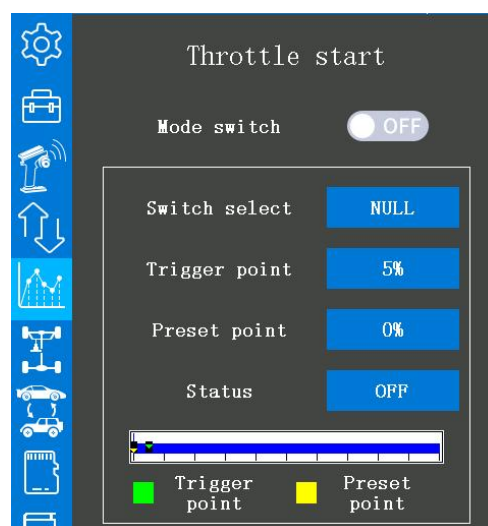 Throttle start
Mode switch OFF
Switch select NULL
Trigger point 5%
Preset point 0%
Status OFF
Trigger Preset
point point